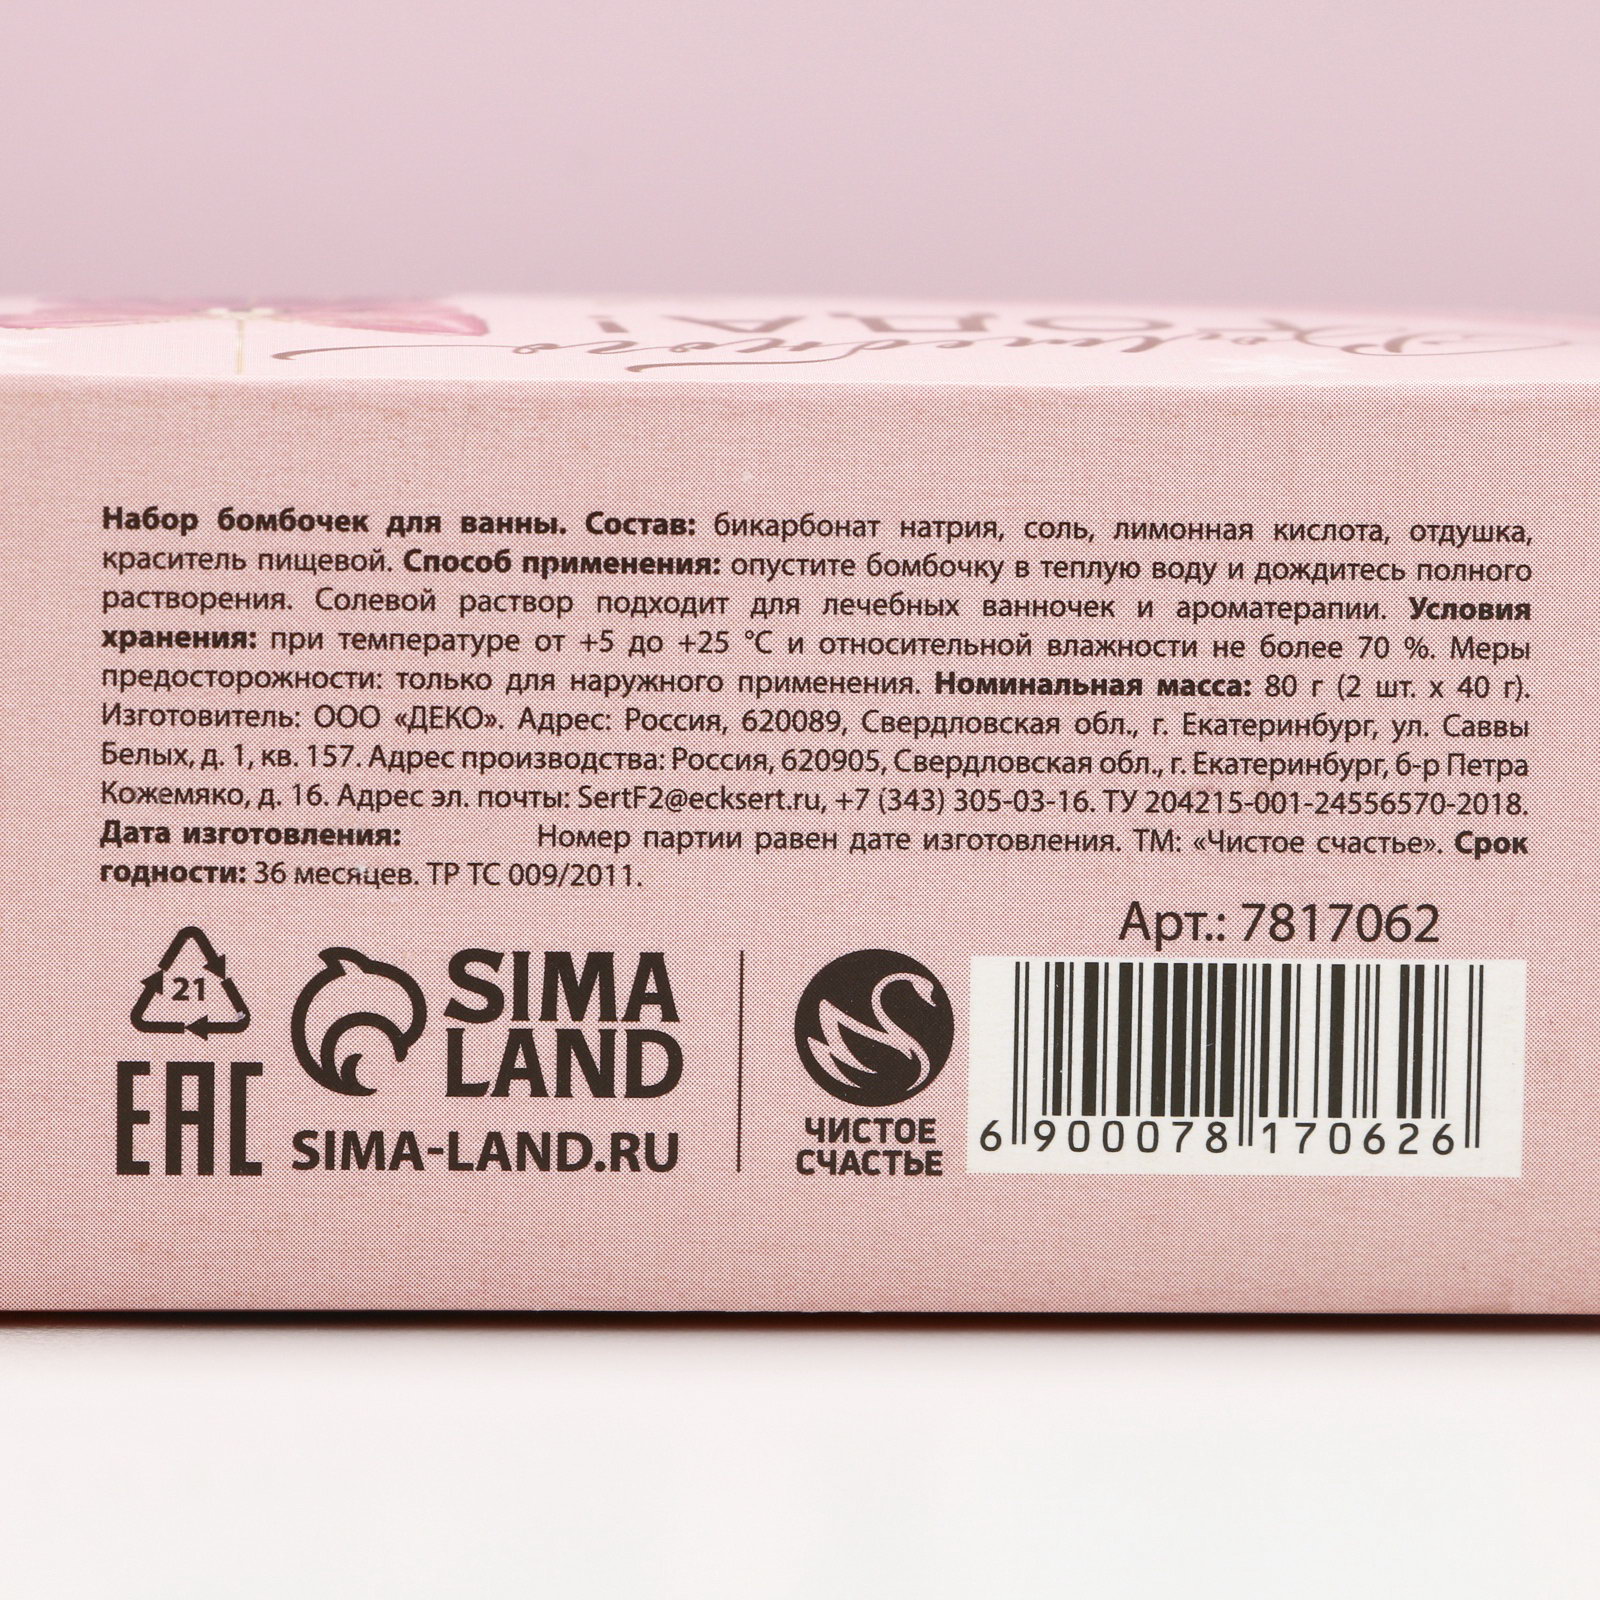 Волшебного
ГОДА!
Набор бомбочек для ванны. Состав: бикарбонат натрия, соль, лимонная кислота, отдушка,
краситель пищевой. Способ применения: опустите бомбочку в теплую воду и дождитесь полного
растворения. Солевой раствор подходит для лечебных ванночек и ароматерапии. Условия
хранения: при температуре от +5 до +25 °C и относительной влажности не более 70 %. Меры
предосторожности: только для наружного применения. Номинальная масса: 80 г (2 шт. х 40 г).
Изготовитель: ООО «ДЕКО». Адрес: Россия, 620089, Свердловская обл., г. Екатеринбург, ул. Саввы
Белых, д. 1, кв. 157. Адрес производства: Россия, 620905, Свердловская обл., г. Екатеринбург, б-р Петра
Кожемяко, д. 16. Адрес эл. почты: SertF2@ecksert.ru, +7 (343) 305-03-16. ТУ 204215-001-24556570-2018.
Дата изготовления: Номер партии равен дате изготовления. ТМ: «Чистое счастье». Срок
годности: 36 месяцев. ТР ТС 009/2011.
Арт.: 7817062
21
EAC
SIMA
LAND
SIMA-LAND.RU
ЧИСТОЕ
СЧАСТЬЕ
6 900078 170626